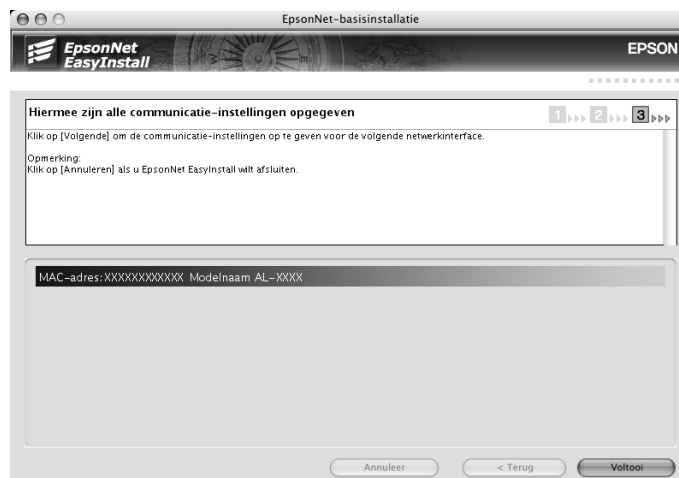 EpsonNet-basisinstallatie
EpsonNet
EasyInstall
EPSON
Hiermee zijn alle communicatie-instellingen opgegeven
1 2 3
Klik op [Volgende] om de communicatie-instellingen op te geven voor de volgende netwerkinterface.
Opmerking:
Klik op [Annuleren] als u EpsonNet EasyInstall wilt afsluiten.
MAC-adres:XXXXXXXXXXXX Modelnaam AL-XXXX
Annuleer
< Terug
Voltooi